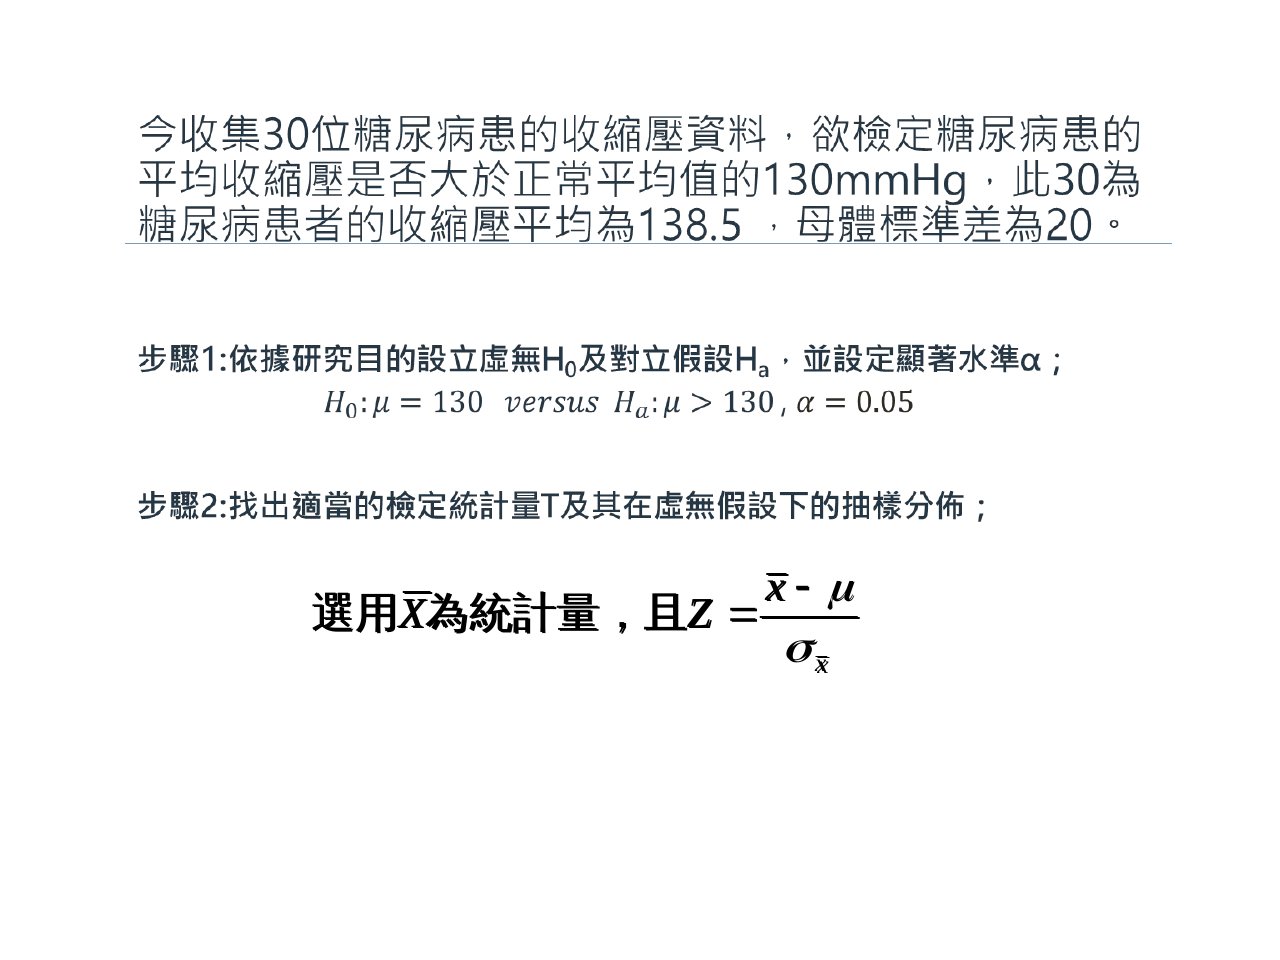 今收集30位糖尿病患的收縮壓資料，欲檢定糖尿病患的
平均收縮壓是否大於正常平均值的130mmHg，此30為
糖尿病患者的收縮壓平均為138.5 ，母體標準差為20。
步驟1:依據研究目的設立虛無H₀及對立假設Hₐ，並設定顯著水準α；
H₀: μ = 130 versus Hₐ: μ > 130 , α = 0.05
步驟2:找出適當的檢定統計量T及其在虛無假設下的抽樣分佈；
選用X̅為統計量，且Z = (x̅ - μ) / σ_x̅